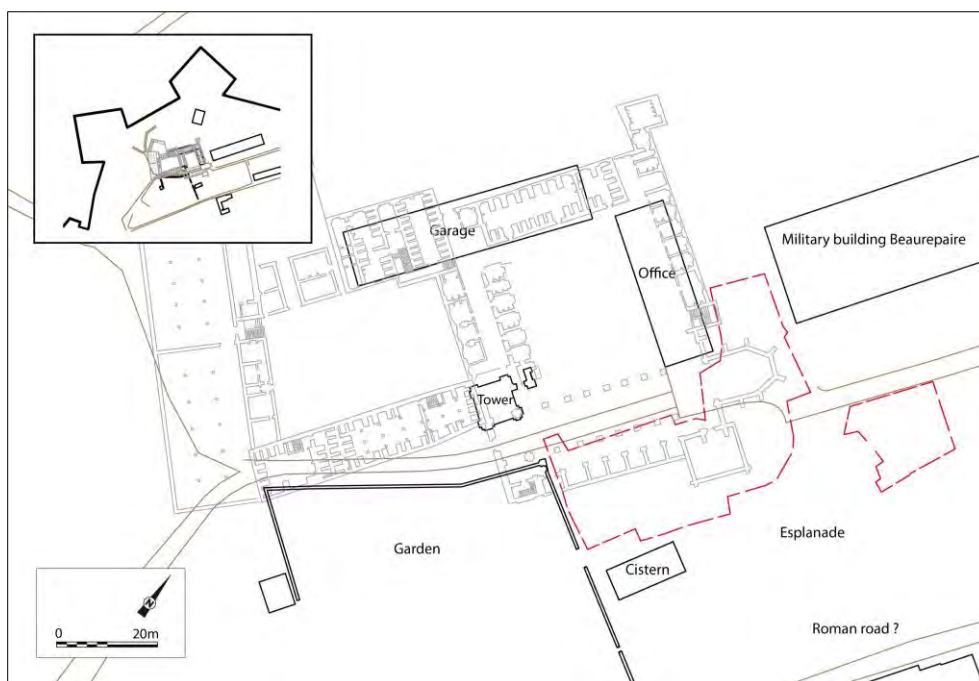 Garage
Military building Beaurepaire
Office
Tower
Esplanade
Garden
Cistern
N
0 20m
Roman road ?